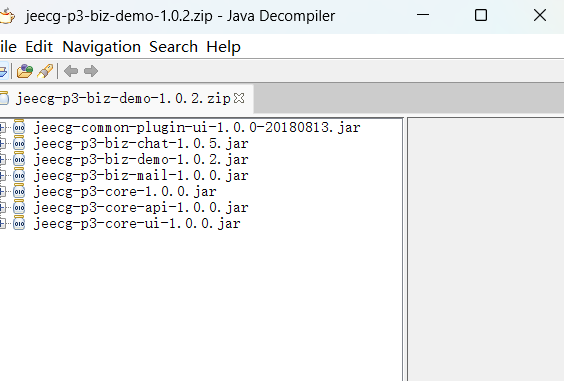 jeecg-p3-biz-demo-1.0.2.zip - Java Decompiler
ile Edit Navigation Search Help
jeecg-p3-biz-demo-1.0.2.zip
jeecg-common-plugin-ui-1.0.0-20180813.jar
jeecg-p3-biz-chat-1.0.5.jar
jeecg-p3-biz-demo-1.0.2.jar
jeecg-p3-biz-mail-1.0.0.jar
jeecg-p3-core-1.0.0.jar
jeecg-p3-core-api-1.0.0.jar
jeecg-p3-core-ui-1.0.0.jar